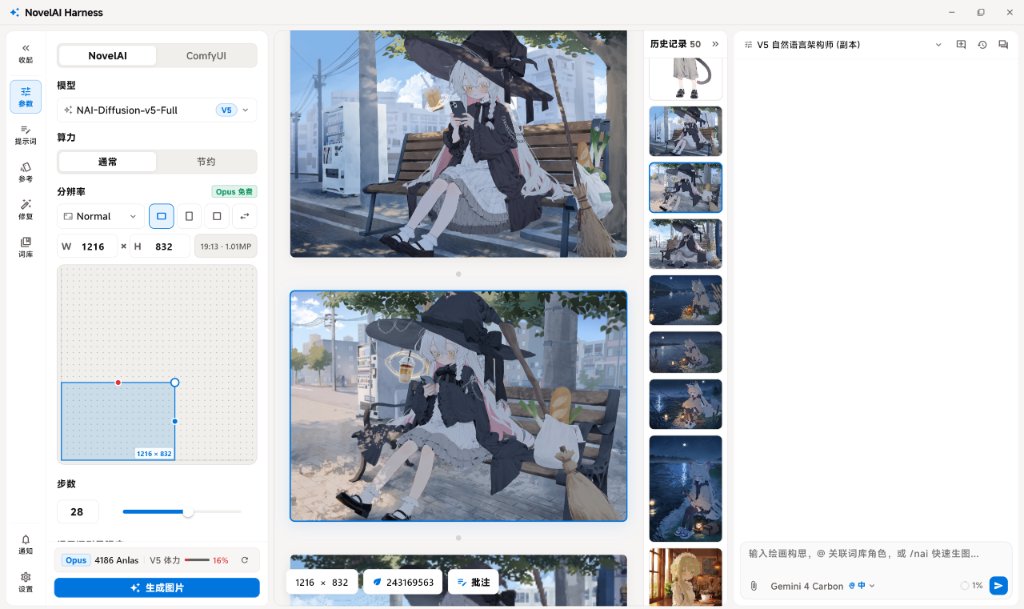 NovelAI Harness
收起
参数
提示词
参考
修复
词库
通知
设置
NovelAI
ComfyUI
模型
NAI-Diffusion-v5-Full
V5
算力
通常
节约
分辨率
Opus 免费
Normal
W 1216 × H 832
19:13 · 1.01MP
1216 × 832
步数
28
Opus 4186 Anlas
V5 体力 16%
生成图片
1216 × 832
243169563
批注
历史记录 50
V5 自然语言架构师 (副本)
输入绘画构思，@ 关联词库角色，或 /nai 快速生图...
Gemini 4 Carbon
中
1%